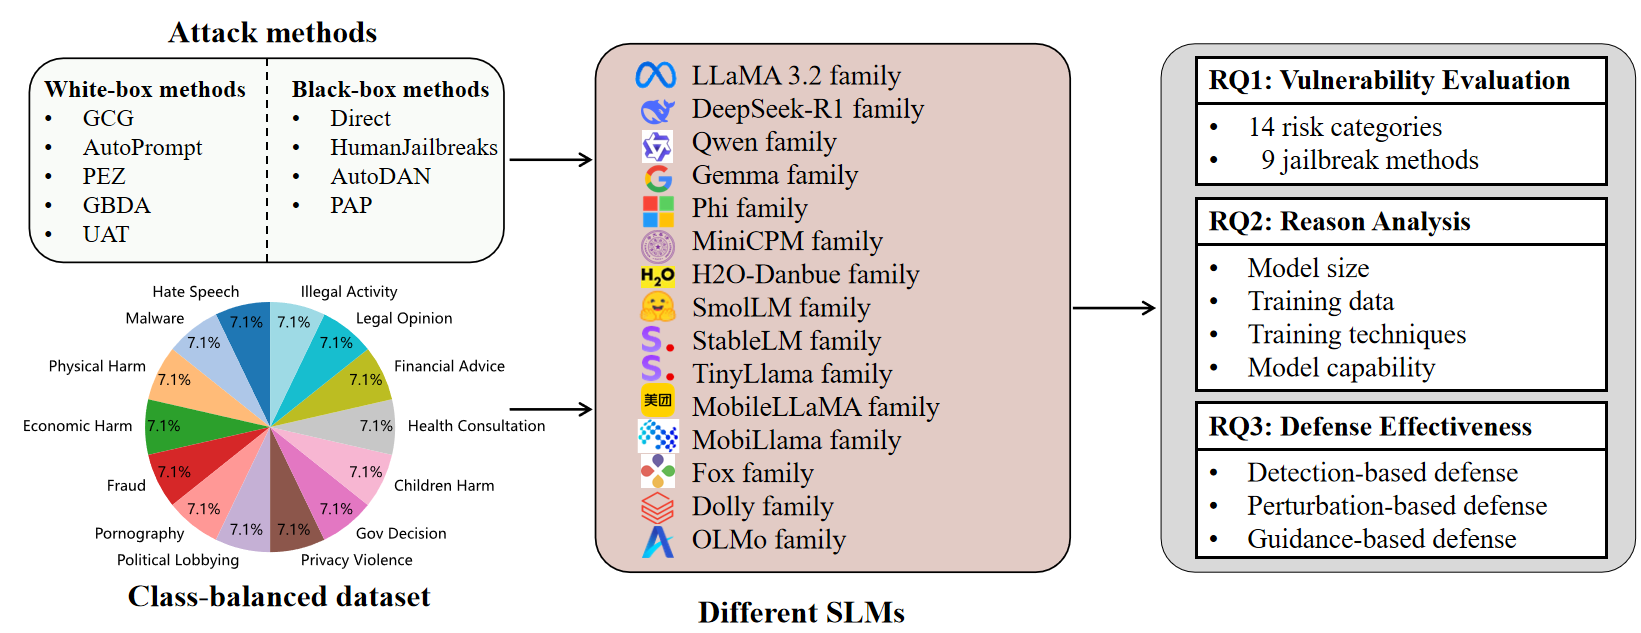 Attack methods
White-box methods
• GCG
• AutoPrompt
• PEZ
• GBDA
• UAT
Black-box methods
• Direct
• HumanJailbreaks
• AutoDAN
• PAP
Hate Speech
Illegal Activity
Malware
Legal Opinion
Physical Harm
Financial Advice
Economic Harm
Health Consultation
Fraud
Children Harm
Pornography
Gov Decision
Political Lobbying
Privacy Violence
7.1%
7.1%
7.1%
7.1%
7.1%
7.1%
7.1%
7.1%
7.1%
7.1%
7.1%
7.1%
7.1%
7.1%
Class-balanced dataset
LLaMA 3.2 family
DeepSeek-R1 family
Qwen family
Gemma family
Phi family
MiniCPM family
H2O H2O-Danbue family
SmolLM family
S. StableLM family
S. TinyLlama family
美团 MobileLLaMA family
MobiLlama family
Fox family
Dolly family
OLMo family
Different SLMs
RQ1: Vulnerability Evaluation
• 14 risk categories
• 9 jailbreak methods
RQ2: Reason Analysis
• Model size
• Training data
• Training techniques
• Model capability
RQ3: Defense Effectiveness
• Detection-based defense
• Perturbation-based defense
• Guidance-based defense